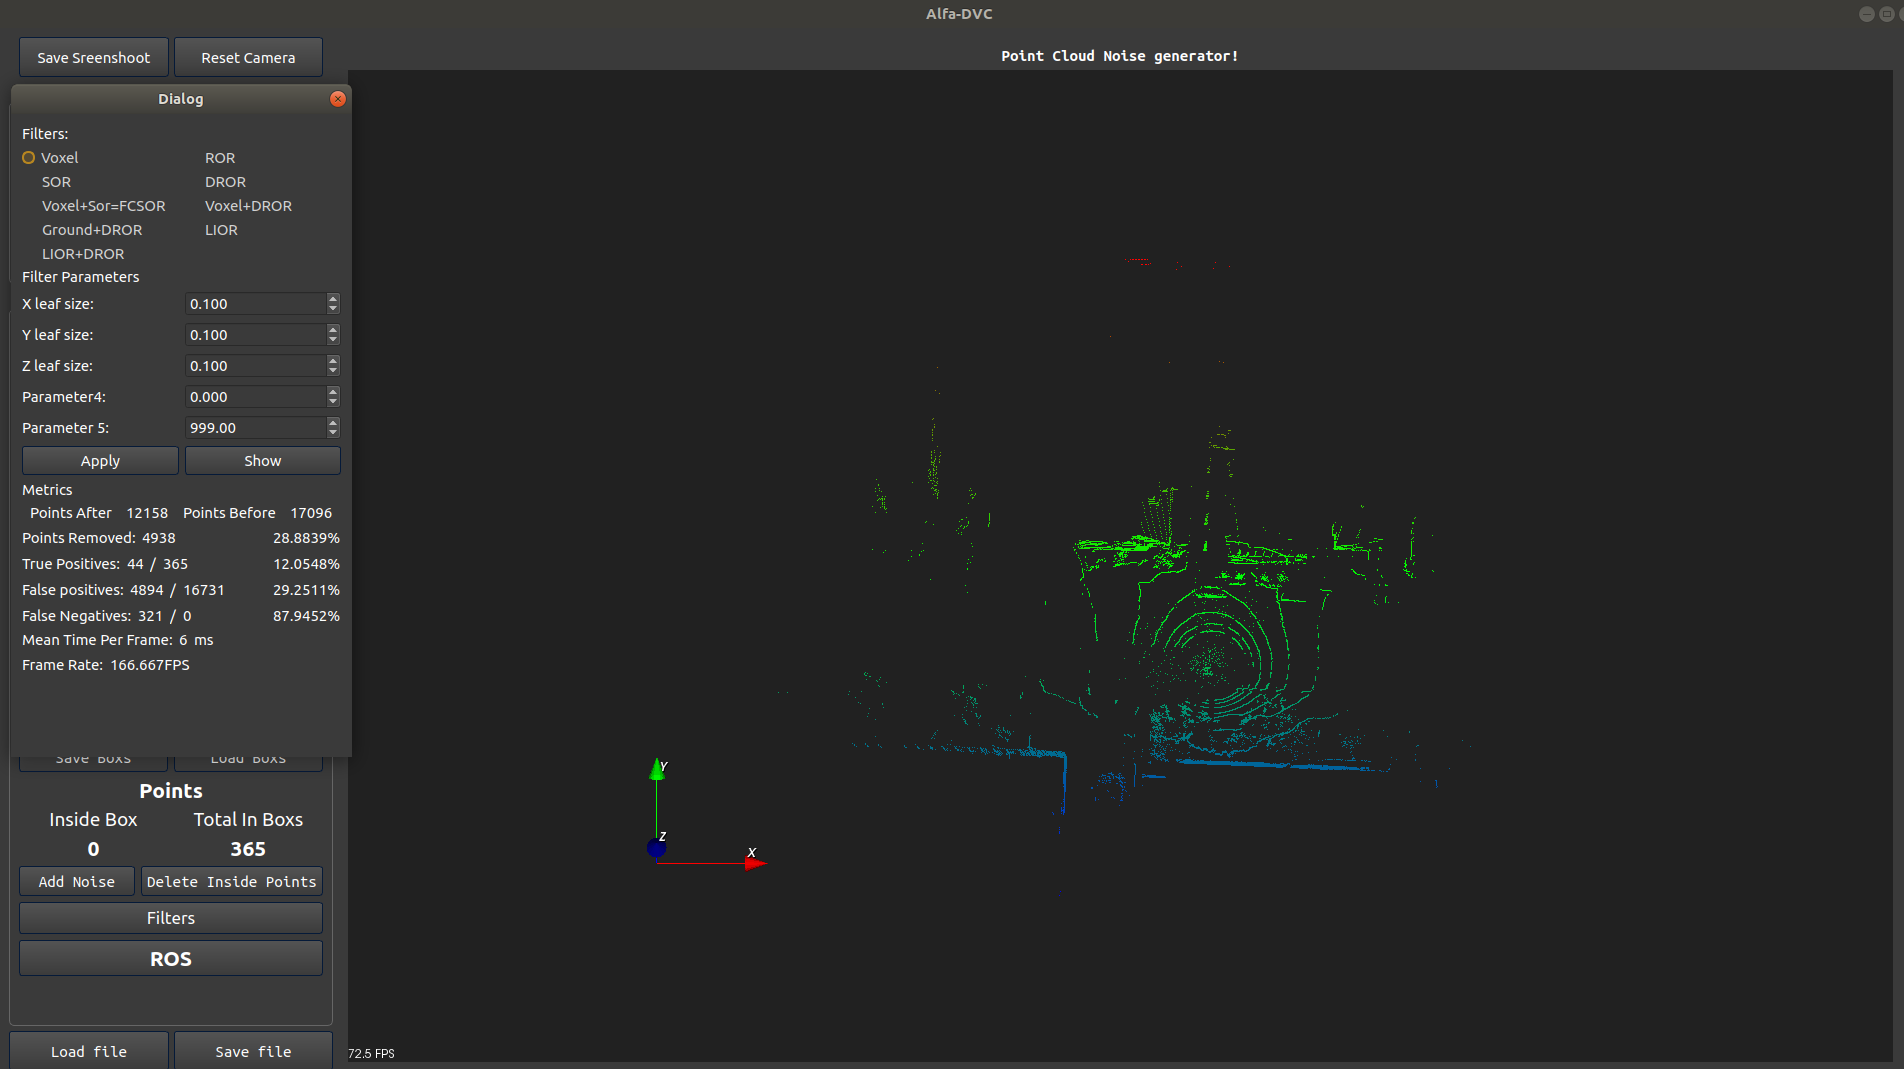 Alfa-DVC
Save Sreenshoot Reset Camera
Point Cloud Noise generator!
Dialog
Filters:
Voxel ROR
SOR DROR
Voxel+Sor=FCSOR Voxel+DROR
Ground+DROR LIOR
LIOR+DROR
Filter Parameters
X leaf size: 0.100
Y leaf size: 0.100
Z leaf size: 0.100
Parameter4: 0.000
Parameter 5: 999.00
Apply Show
Metrics
Points After 12158 Points Before 17096
Points Removed: 4938 28.8839%
True Positives: 44 / 365 12.0548%
False positives: 4894 / 16731 29.2511%
False Negatives: 321 / 0 87.9452%
Mean Time Per Frame: 6 ms
Frame Rate: 166.667FPS
Save Boxs Load Boxs
Points
Inside Box Total In Boxs
0 365
Add Noise Delete Inside Points
Filters
ROS
Load file Save file
Y
Z
X
72.5 FPS